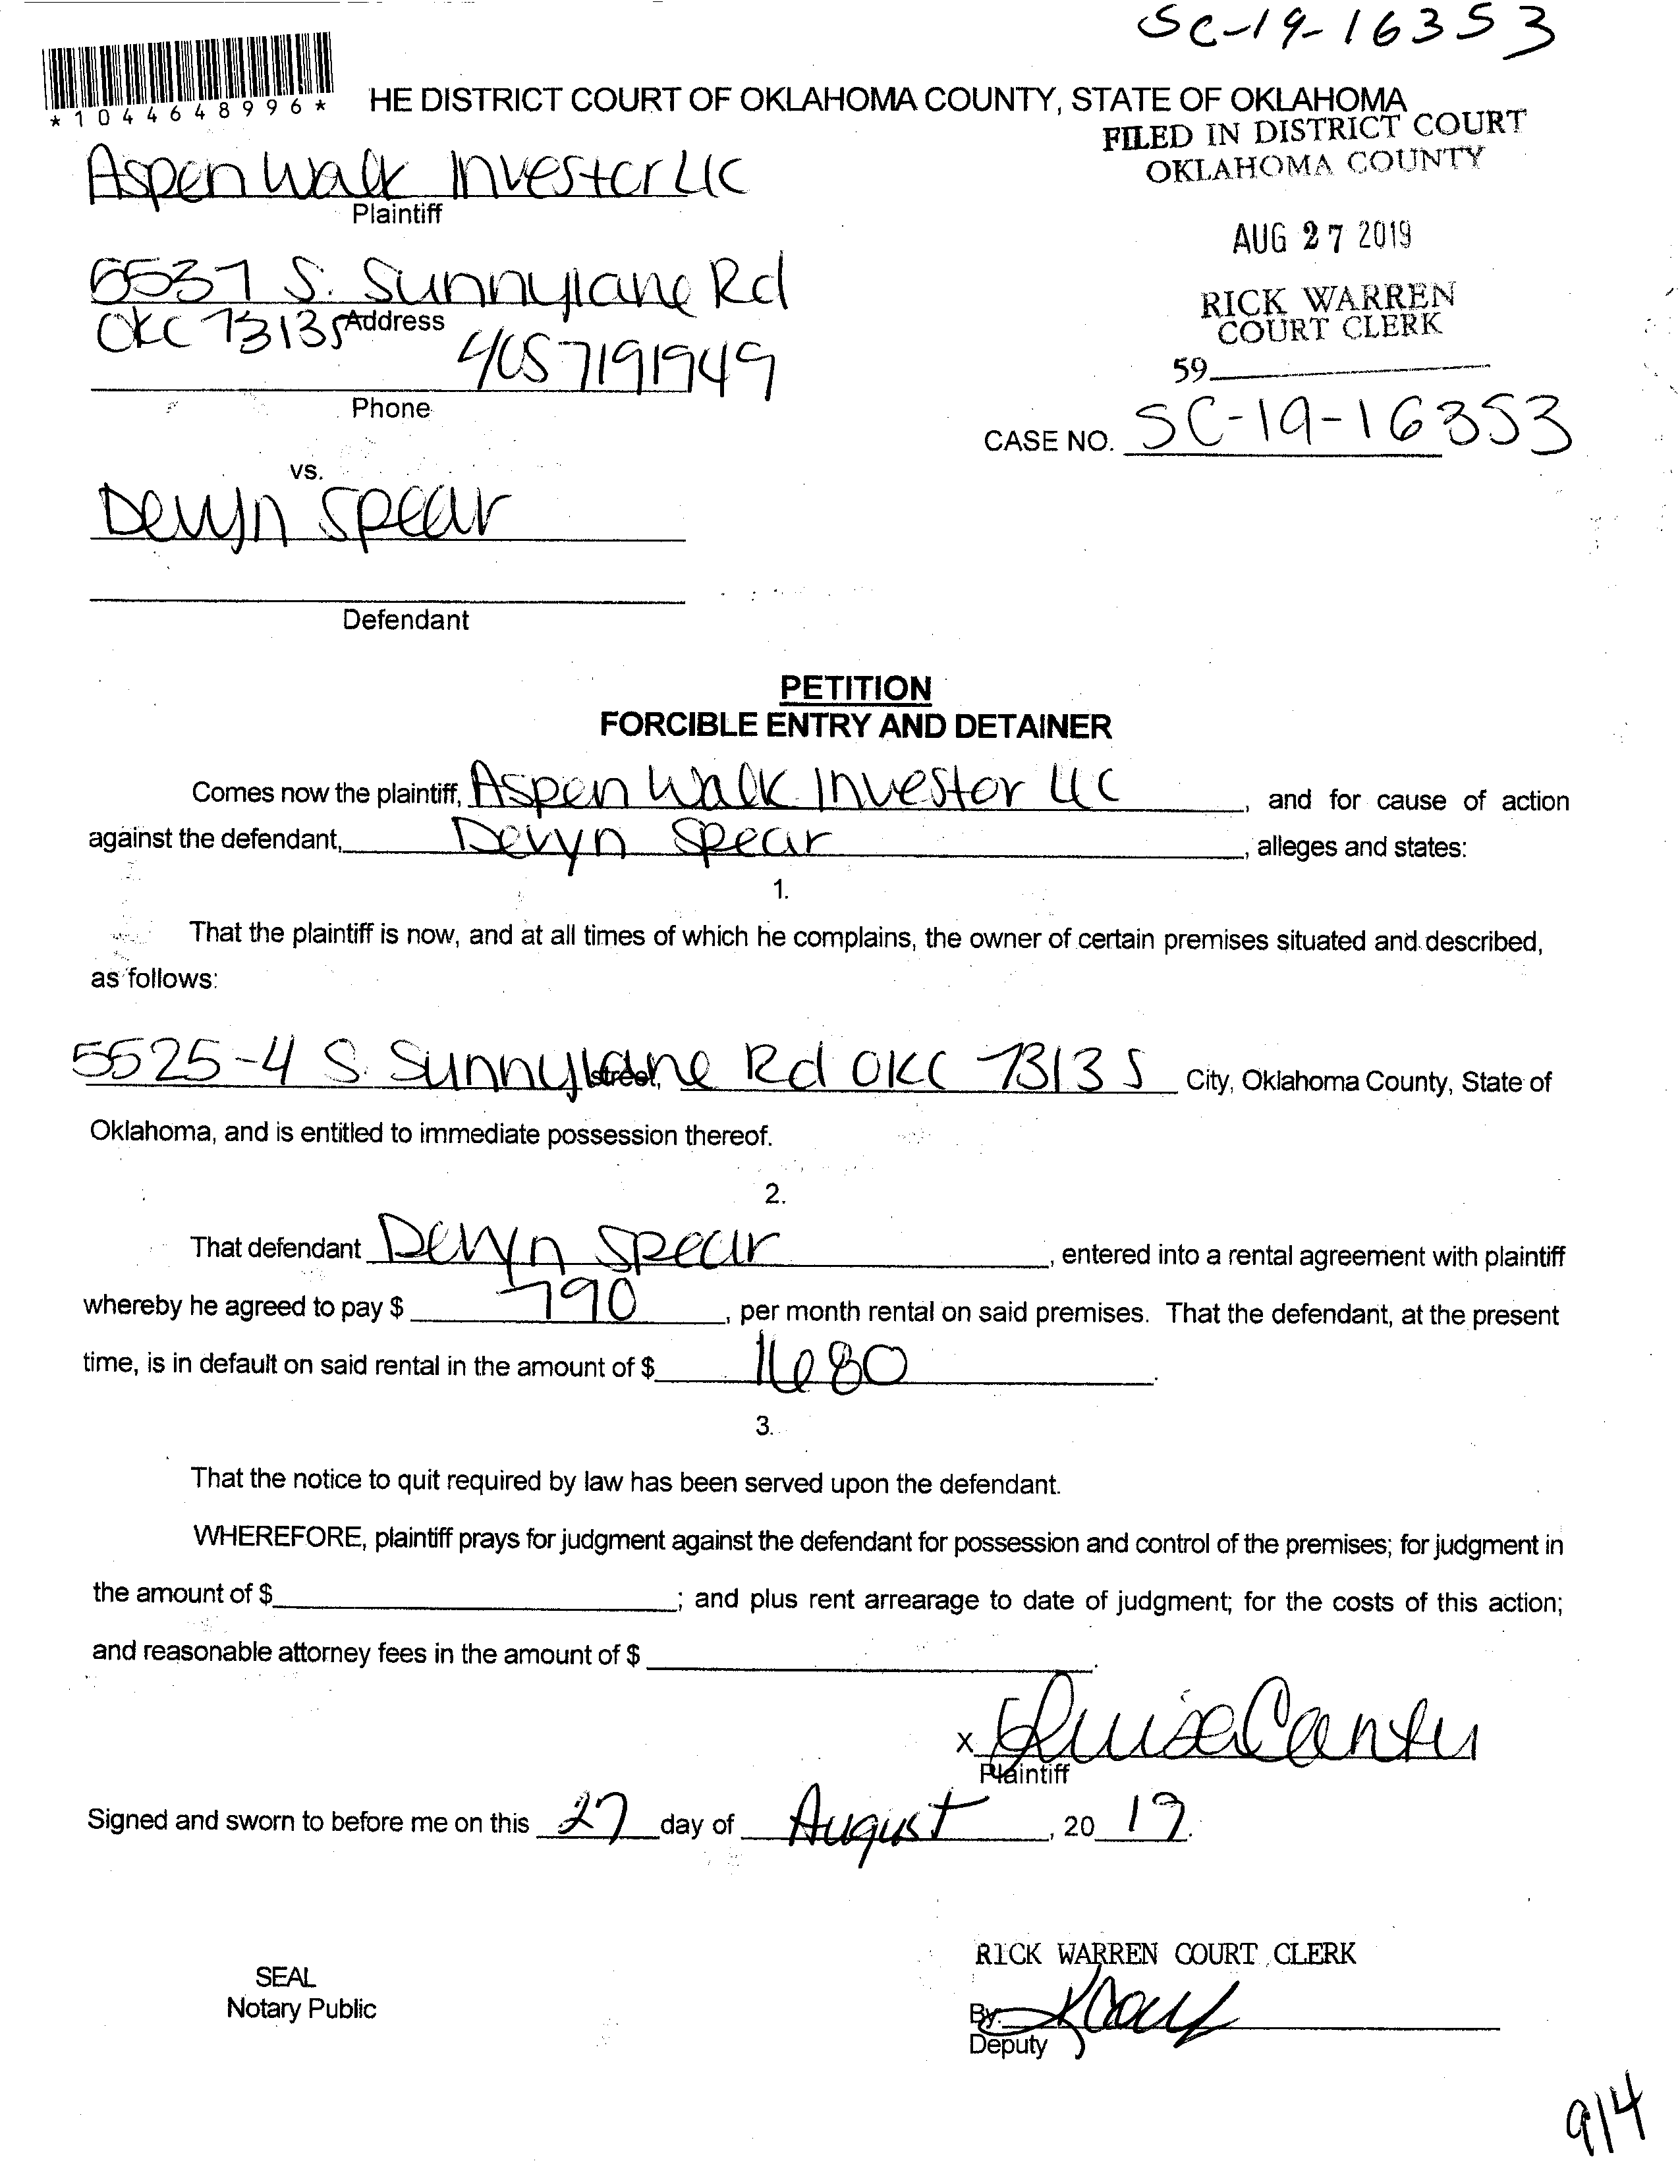 SC-19-16353
*1044648996*
HE DISTRICT COURT OF OKLAHOMA COUNTY, STATE OF OKLAHOMA
FILED IN DISTRICT COURT
OKLAHOMA COUNTY
Aspen Walk Investor LLC
Plaintiff
AUG 27 2019
5537 S. Sunnylane Rd
RICK WARREN
COURT CLERK
OKC 73135 Address
405 7191949
59
Phone
CASE NO. SC-19-16353
vs.
Devyn Spear
Defendant
PETITION
FORCIBLE ENTRY AND DETAINER
Comes now the plaintiff, Aspen Walk Investor LLC, and for cause of action
against the defendant, Devyn Spear, alleges and states:
1.
That the plaintiff is now, and at all times of which he complains, the owner of certain premises situated and described,
as follows:
5525-4 S. Sunnylane Rd OKC 73135 street, City, Oklahoma County, State of
Oklahoma, and is entitled to immediate possession thereof.
2.
That defendant Devyn Spear, entered into a rental agreement with plaintiff
whereby he agreed to pay $ 790, per month rental on said premises. That the defendant, at the present
time, is in default on said rental in the amount of $ 1680.
3.
That the notice to quit required by law has been served upon the defendant.
WHEREFORE, plaintiff prays for judgment against the defendant for possession and control of the premises; for judgment in
the amount of $ ; and plus rent arrearage to date of judgment; for the costs of this action;
and reasonable attorney fees in the amount of $ .
x Luisa Cantu
Plaintiff
Signed and sworn to before me on this 27 day of August, 20 19.
RICK WARREN COURT CLERK
SEAL
Notary Public
By:
Deputy
9/4